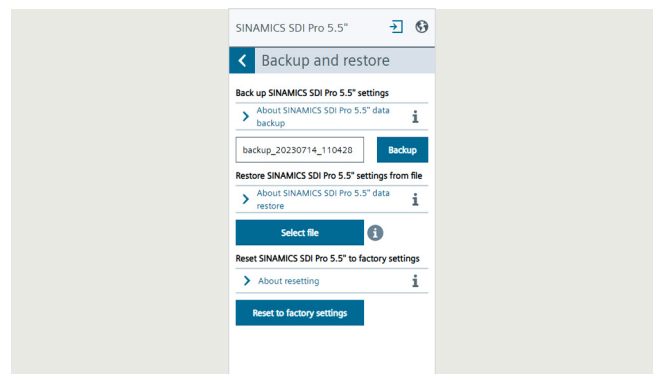 SINAMICS SDI Pro 5.5"
Backup and restore
Back up SINAMICS SDI Pro 5.5" settings
About SINAMICS SDI Pro 5.5" data
backup
backup_20230714_110428
Backup
Restore SINAMICS SDI Pro 5.5" settings from file
About SINAMICS SDI Pro 5.5" data
restore
Select file
Reset SINAMICS SDI Pro 5.5" to factory settings
About resetting
Reset to factory settings